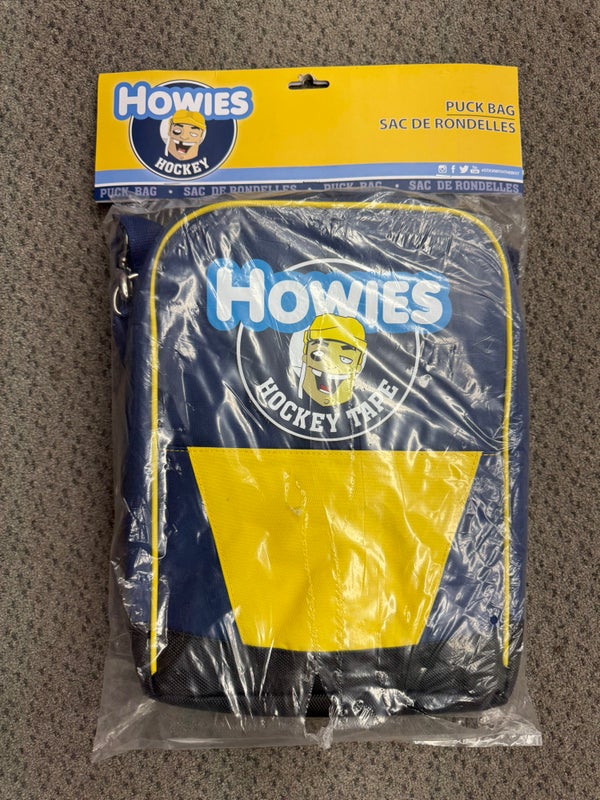 HOWIES
HOCKEY
PUCK BAG
SAC DE RONDELLES
PUCK BAG • SAC DE RONDELLES • PUCK BAG • SAC DE RONDELLES
HOWIES
HOCKEY TAPE